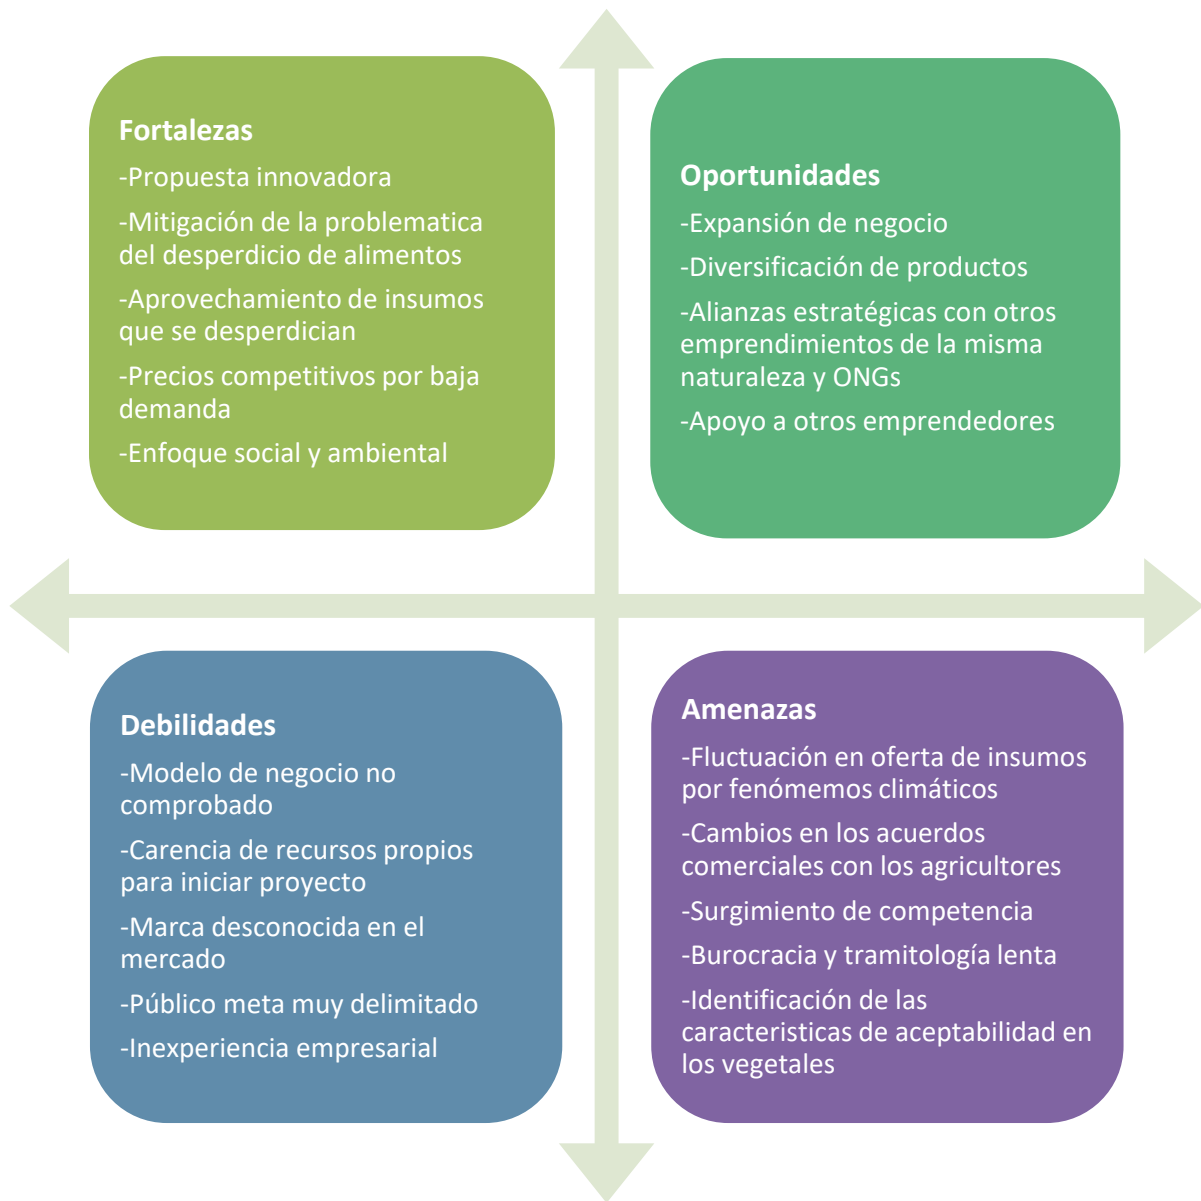 Fortalezas
-Propuesta innovadora
-Mitigación de la problematica
del desperdicio de alimentos
-Aprovechamiento de insumos
que se desperdician
-Precios competitivos por baja
demanda
-Enfoque social y ambiental
Oportunidades
-Expansión de negocio
-Diversificación de productos
-Alianzas estratégicas con otros
emprendimientos de la misma
naturaleza y ONGs
-Apoyo a otros emprendedores
Debilidades
-Modelo de negocio no
comprobado
-Carencia de recursos propios
para iniciar proyecto
-Marca desconocida en el
mercado
-Público meta muy delimitado
-Inexperiencia empresarial
Amenazas
-Fluctuación en oferta de insumos
por fenómemos climáticos
-Cambios en los acuerdos
comerciales con los agricultores
-Surgimiento de competencia
-Burocracia y tramitología lenta
-Identificación de las
caracteristicas de aceptabilidad en
los vegetales